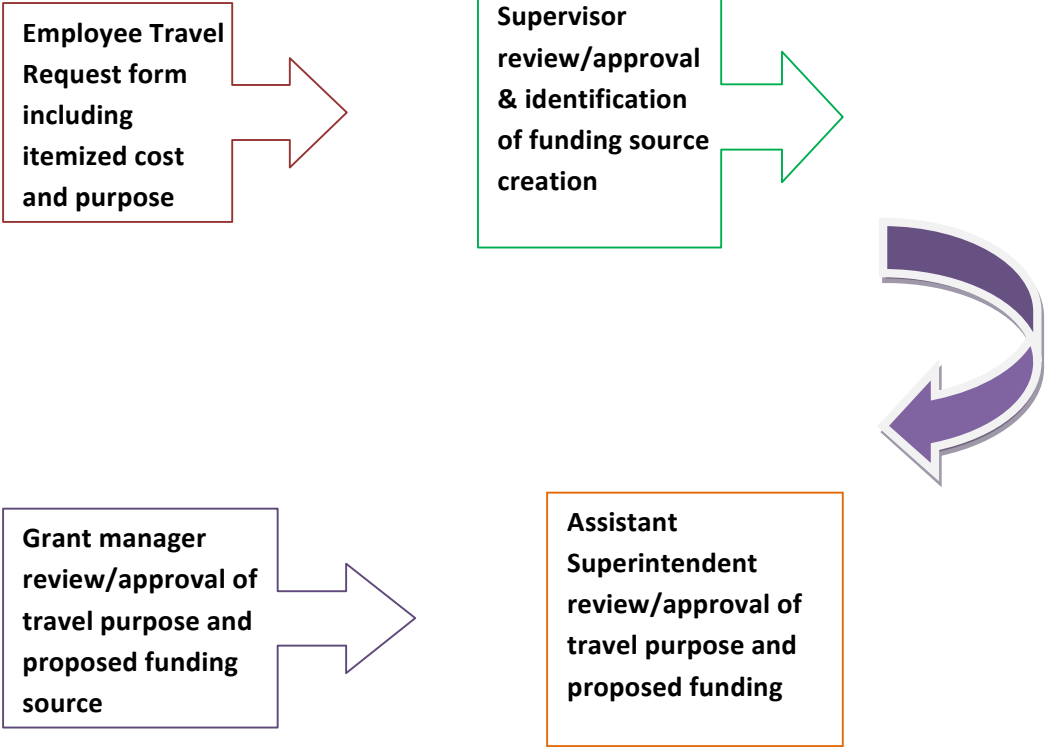 Employee Travel
Request form
including
itemized cost
and purpose
Supervisor
review/approval
& identification
of funding source
creation
Grant manager
review/approval of
travel purpose and
proposed funding
source
Assistant
Superintendent
review/approval of
travel purpose and
proposed funding